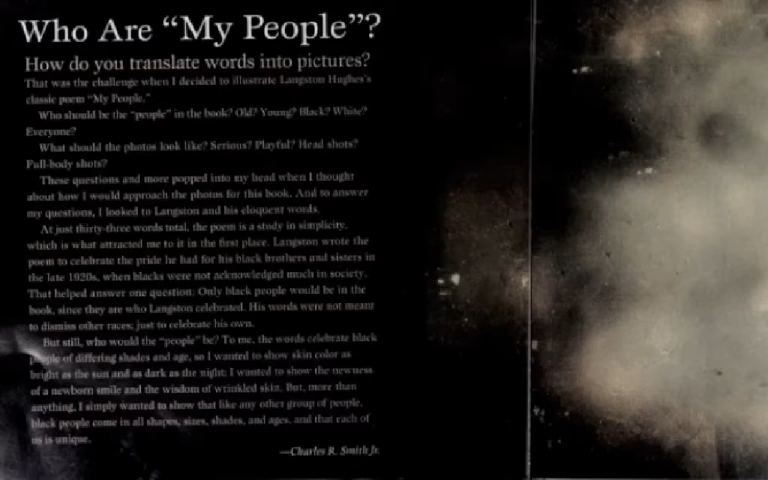 Who Are “My People”?
How do you translate words into pictures?
That was the challenge when I decided to illustrate Langston Hughes's
classic poem “My People.”
Who should be the “people” in the book? Old? Young? Black? White?
Everyone?
What should the photos look like? Serious? Playful? Head shots?
Full-body shots?
These questions and more popped into my head when I thought
about how I would approach the photos for this book. And to answer
my questions, I looked to Langston and his eloquent words.
At just thirty-three words total, the poem is a study in simplicity,
which is what attracted me to it in the first place. Langston wrote the
poem to celebrate the pride he had for his black brothers and sisters in
the late 1920s, when blacks were not acknowledged much in society.
That helped answer one question: Only black people would be in the
book, since they are who Langston celebrated. His words were not meant
to dismiss other races; just to celebrate his own.
But still, who would the “people” be? To me, the words celebrate black
people of differing shades and age, so I wanted to show skin color as
bright as the sun and as dark as the night; I wanted to show the newness
of a newborn smile and the wisdom of wrinkled skin. But, more than
anything, I simply wanted to show that like any other group of people,
black people come in all shapes, sizes, shades, and ages, and that each of
us is unique.
—Charles R. Smith Jr.